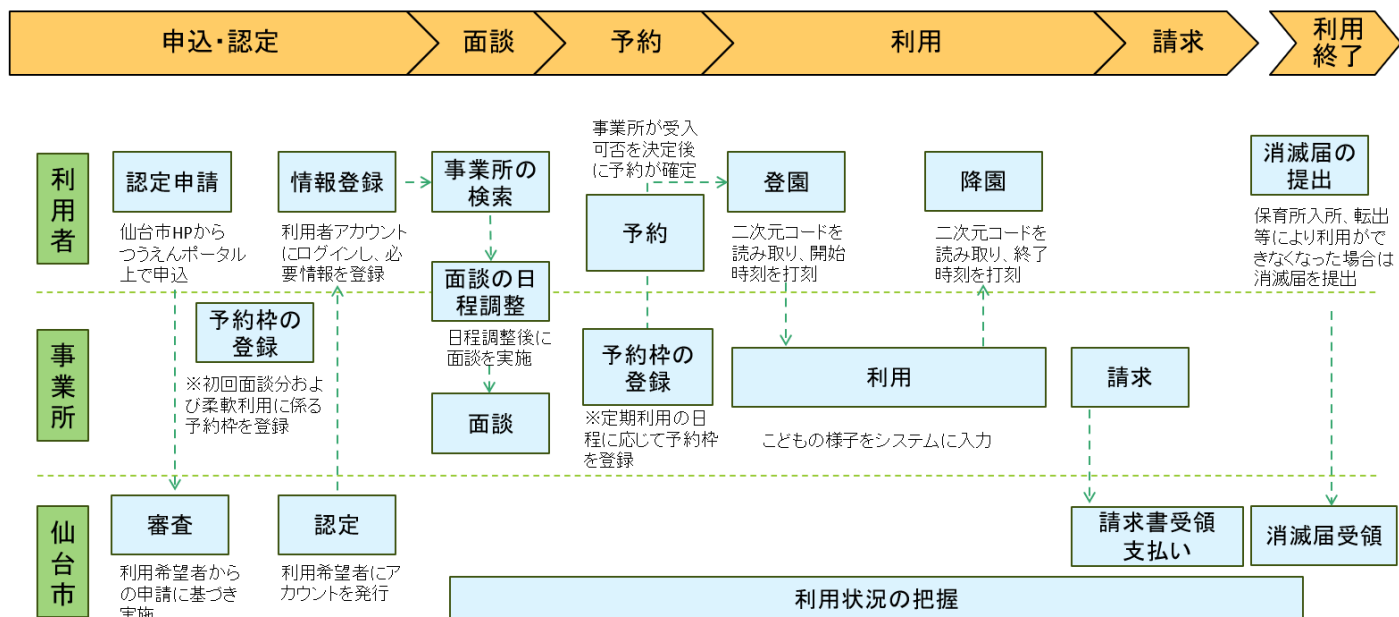 申込・認定
面談
予約
利用
請求
利用
終了
利用者
認定申請
仙台市HPから
つうえんポータル
上で申込
情報登録
利用者アカウント
にログインし、必
要情報を登録
事業所の
検索
面談の日
程調整
事業所が受入
可否を決定後
に予約が確定
予約
登園
二次元コードを
読み取り、開始
時刻を打刻
降園
二次元コードを
読み取り、終了
時刻を打刻
消滅届の
提出
保育所入所、転出
等により利用がで
きなくなった場合は
消滅届を提出
事業所
予約枠の
登録
※初回面談分およ
び柔軟利用に係る
予約枠を登録
日程調整後に
面談を実施
面談
予約枠の
登録
※定期利用の日
程に応じて予約枠
を登録
利用
こどもの様子をシステムに入力
請求
仙台市
審査
利用希望者から
の申請に基づき
実施
認定
利用希望者にア
カウントを発行
請求書受領
支払い
消滅届受領
利用状況の把握